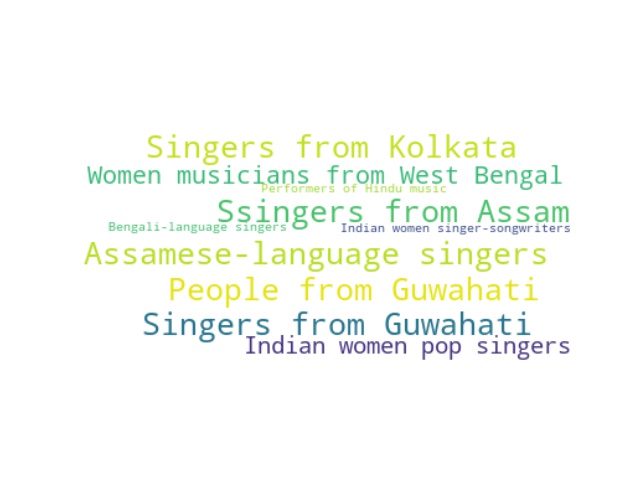 Singers from Kolkata
Women musicians from West Bengal
Performers of Hindu music
Ssingers from Assam
Bengali-language singers
Indian women singer-songwriters
Assamese-language singers
People from Guwahati
Singers from Guwahati
Indian women pop singers